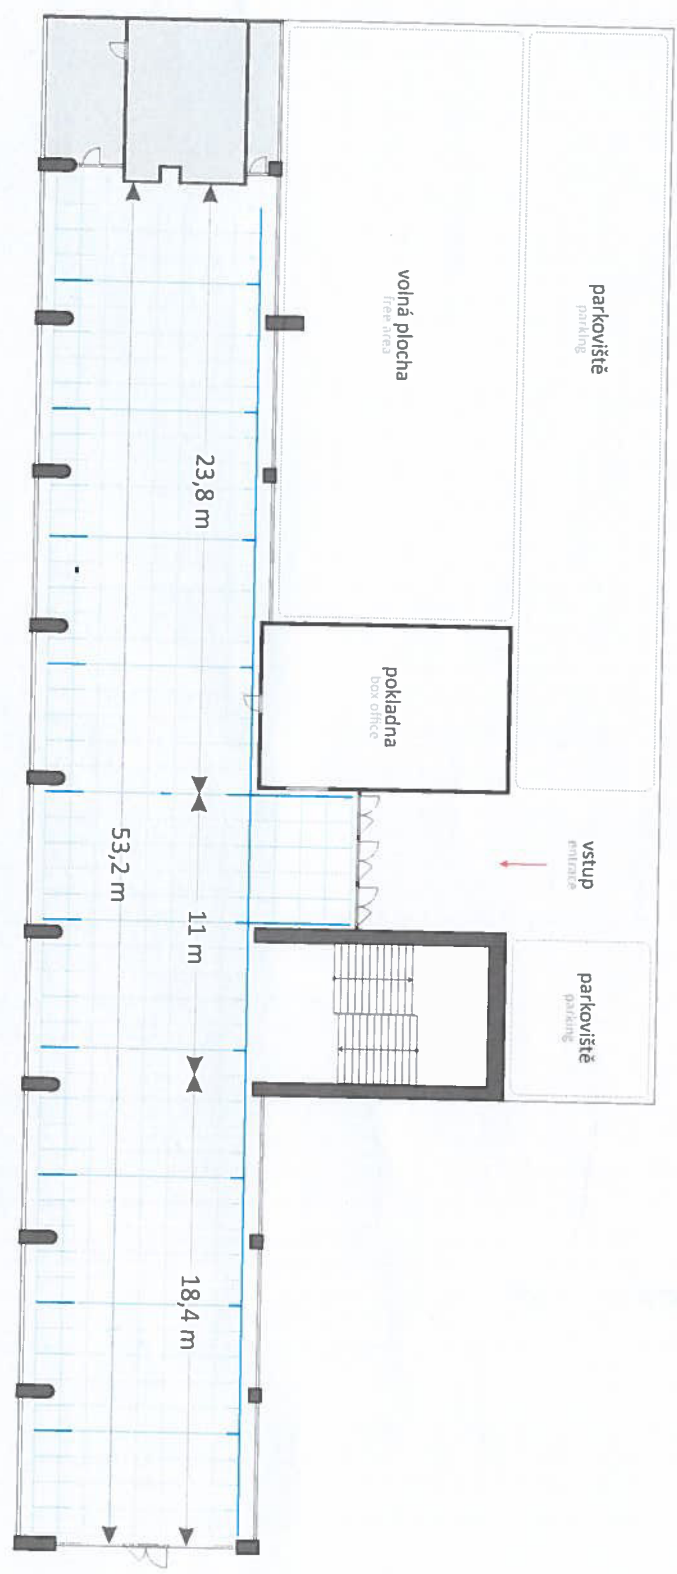 parkoviště
parking
volná plocha
free area
23,8 m
pokladna
box office
53,2 m
vstup
entrace
11 m
parkoviště
parking
18,4 m